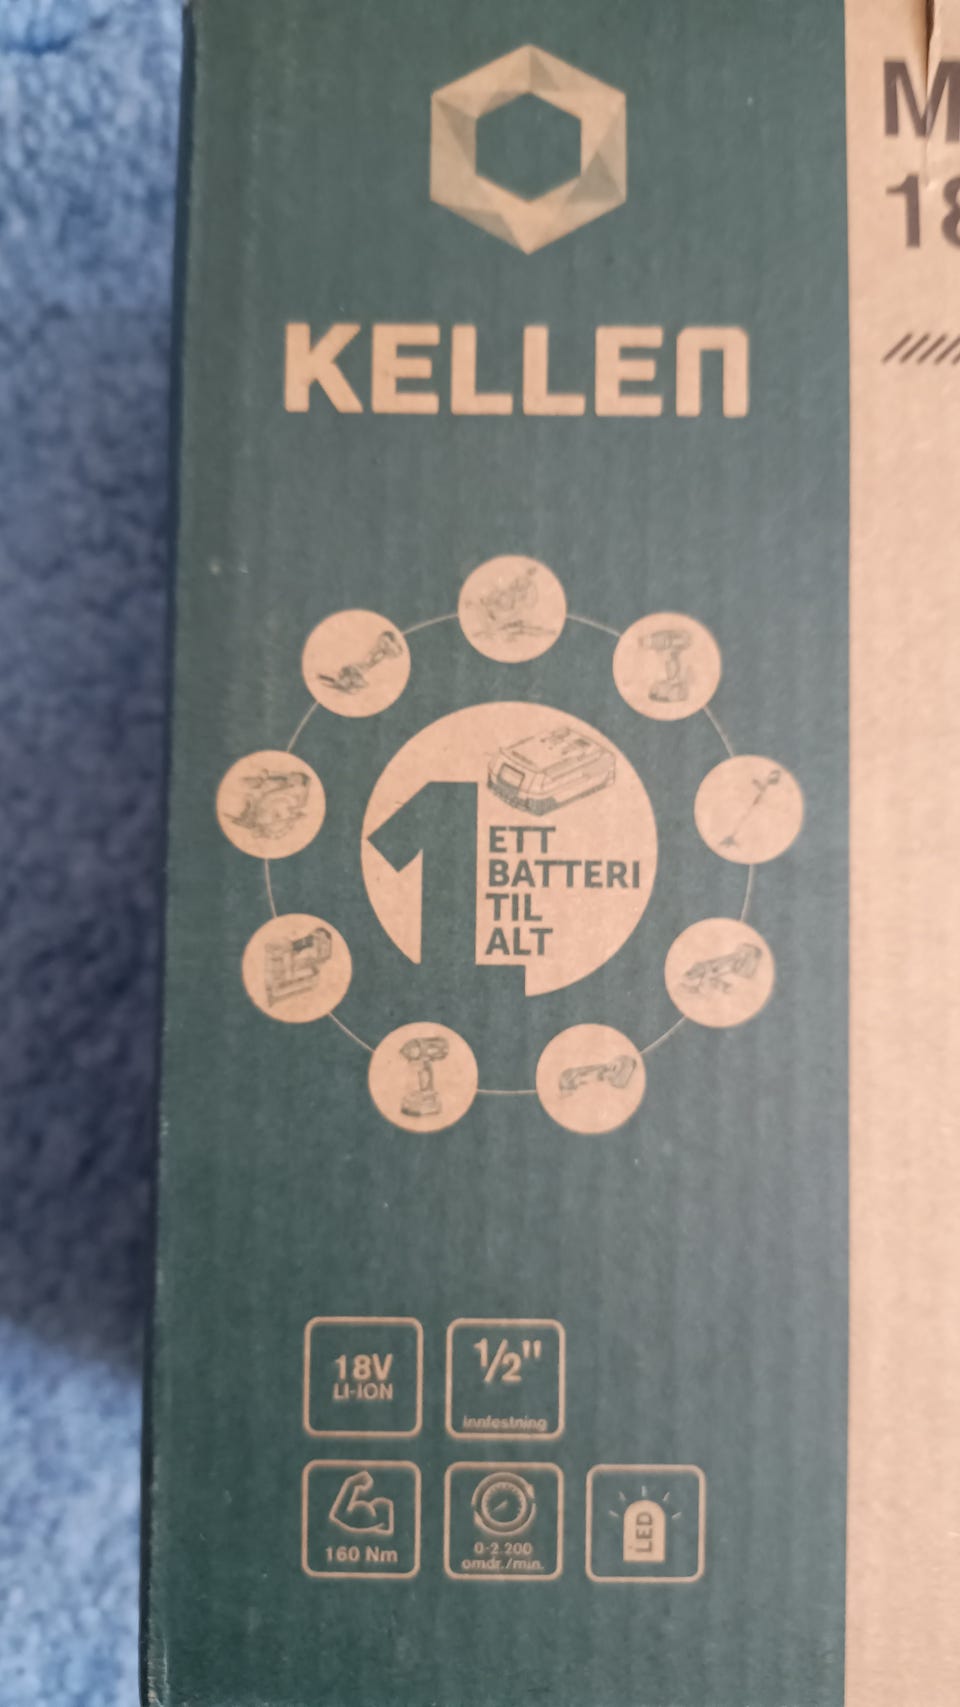 KELLEN
1
ETT
BATTERI
TIL
ALT
18V
LI-ION
1/2"
innfestning
160 Nm
0-2.200
omdr./min.
LED
M
18